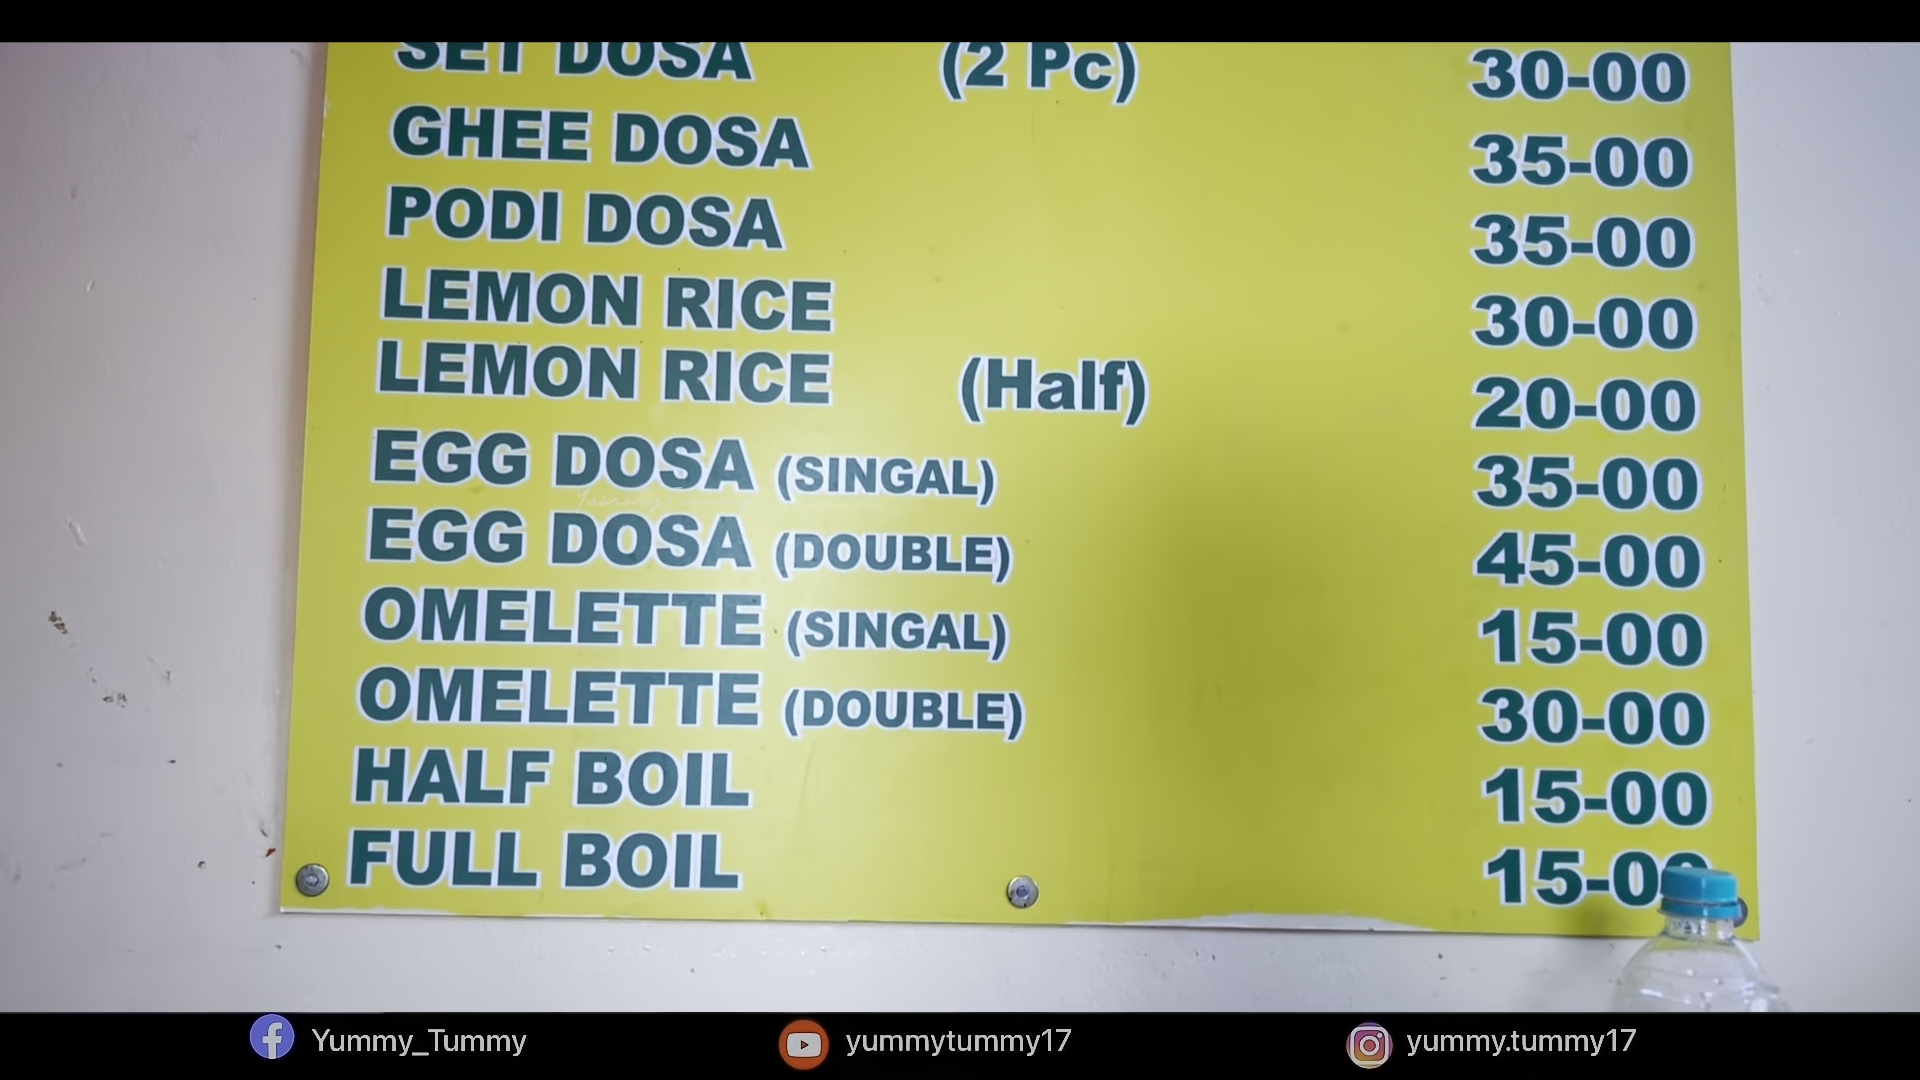 SET DOSA (2 Pc) 30-00
GHEE DOSA 35-00
PODI DOSA 35-00
LEMON RICE 30-00
LEMON RICE (Half) 20-00
EGG DOSA (SINGAL) 35-00
EGG DOSA (DOUBLE) 45-00
OMELETTE (SINGAL) 15-00
OMELETTE (DOUBLE) 30-00
HALF BOIL 15-00
FULL BOIL 15-00
Yummy_Tummy yummytummy17 yummy.tummy17